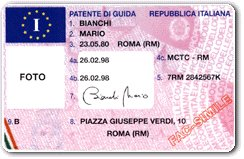 I
PATENTE DI GUIDA REPUBBLICA ITALIANA
1. BIANCHI
2. MARIO
3. 23.05.80 ROMA (RM)
4a. 26.02.98 4c. MCTC - RM
4b. 26.02.98 5. 7RM 2842567K
FOTO
7. Bianchi Mario
9. B 8. PIAZZA GIUSEPPE VERDI, 10
ROMA (RM)
FAC-SIMILE